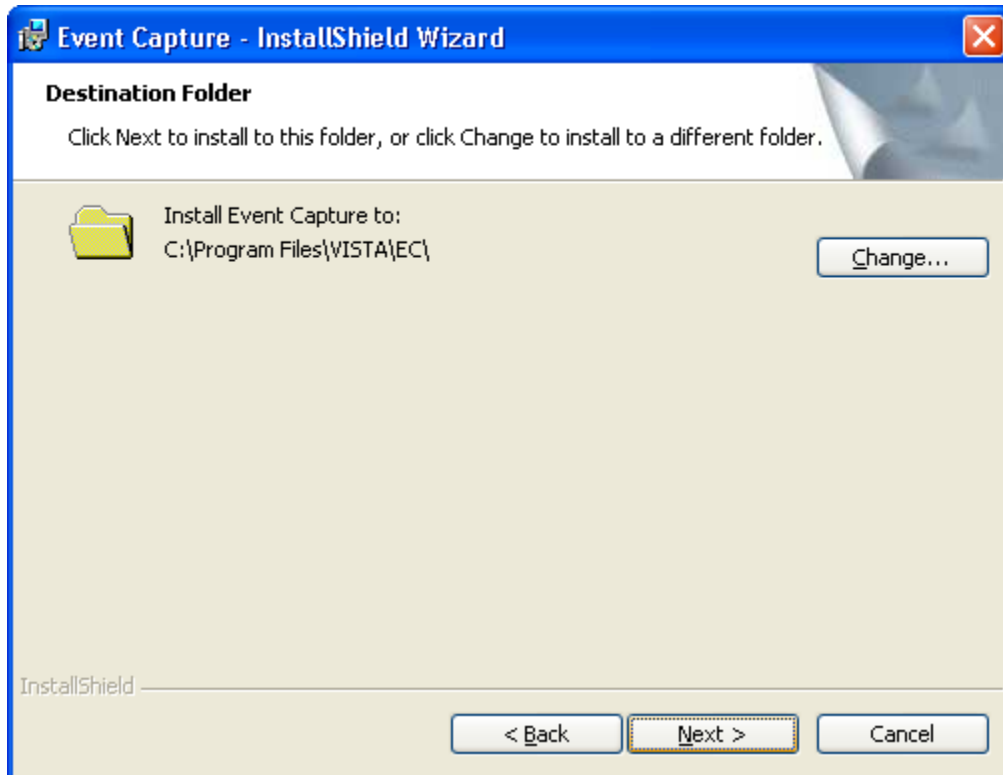 Event Capture - InstallShield Wizard
Destination Folder
Click Next to install to this folder, or click Change to install to a different folder.
Install Event Capture to:
C:\Program Files\VISTA\EC\
Change...
InstallShield
< Back
Next >
Cancel